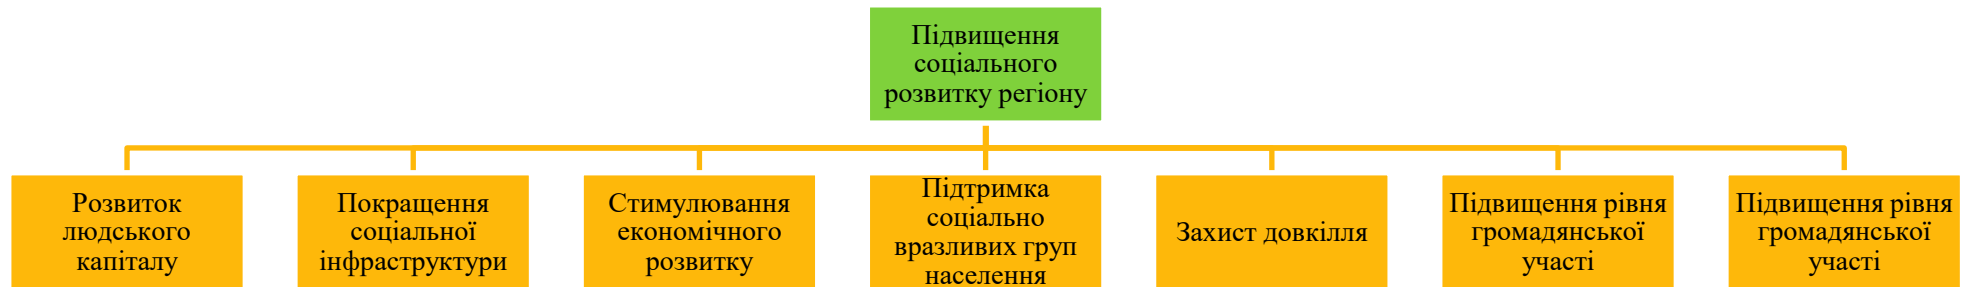 Підвищення
соціального
розвитку регіону
Розвиток
людського
капіталу
Покращення
соціальної
інфраструктури
Стимулювання
економічного
розвитку
Підтримка
соціально
вразливих груп
населення
Захист довкілля
Підвищення рівня
громадянської
участі
Підвищення рівня
громадянської
участі